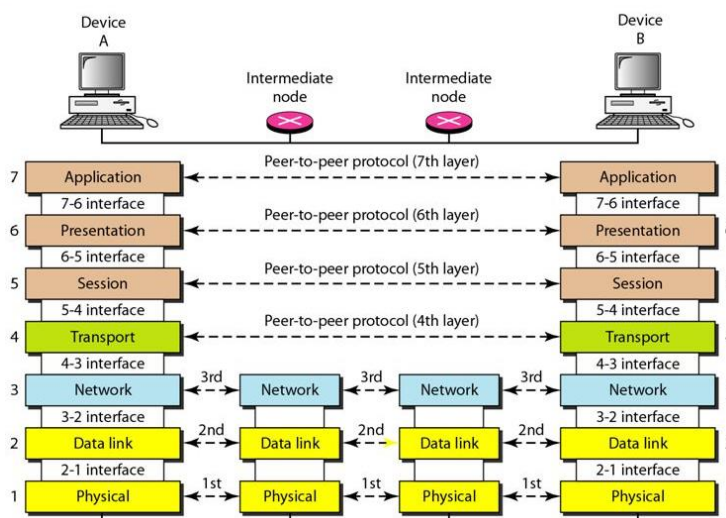 Device
A
Device
B
Intermediate
node
Intermediate
node
Peer-to-peer protocol (7th layer)
7 Application Application
7-6 interface 7-6 interface
Peer-to-peer protocol (6th layer)
6 Presentation Presentation
6-5 interface 6-5 interface
Peer-to-peer protocol (5th layer)
5 Session Session
5-4 interface 5-4 interface
Peer-to-peer protocol (4th layer)
4 Transport Transport
4-3 interface 4-3 interface
3 Network 3rd Network 3rd Network 3rd Network
3-2 interface 3-2 interface
2 Data link 2nd Data link 2nd Data link 2nd Data link
2-1 interface 2-1 interface
1 Physical 1st Physical 1st Physical 1st Physical